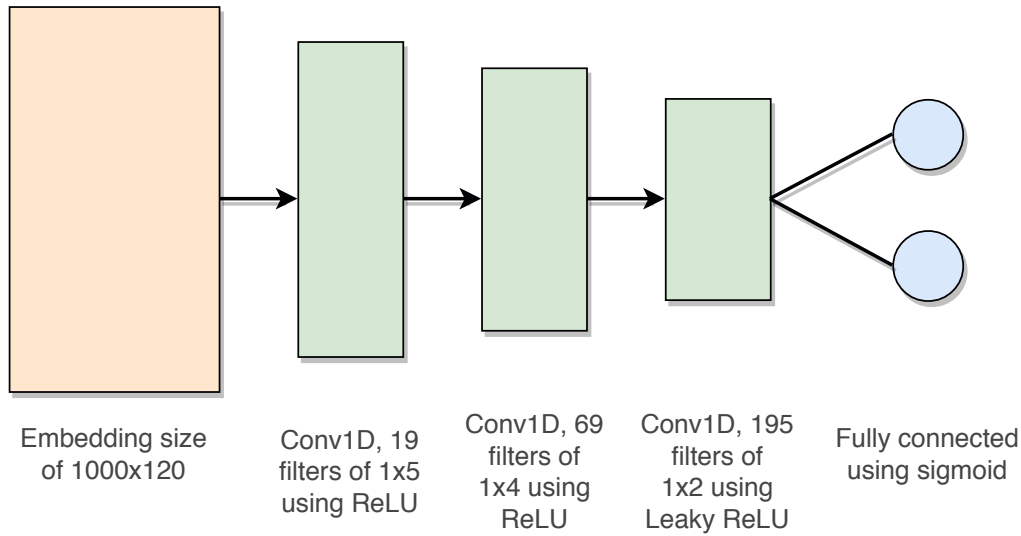 Embedding size
of 1000x120
Conv1D, 19
filters of 1x5
using ReLU
Conv1D, 69
filters of
1x4 using
ReLU
Conv1D, 195
filters of
1x2 using
Leaky ReLU
Fully connected
using sigmoid